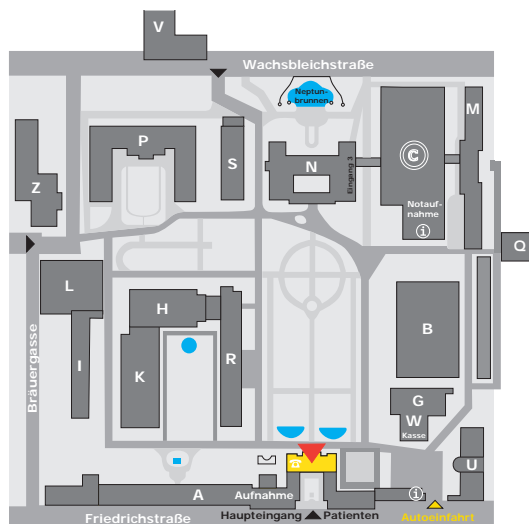 V
Wachsbleichstraße
Neptun-
brunnen
M
P
S
N
Eingang 3
C
Z
Notauf-
nahme
i
Q
L
H
B
I
K
R
G
W
Kasse
Bräuergasse
U
A
Aufnahme
i
Friedrichstraße
Haupteingang
Patienten
Autoeinfahrt